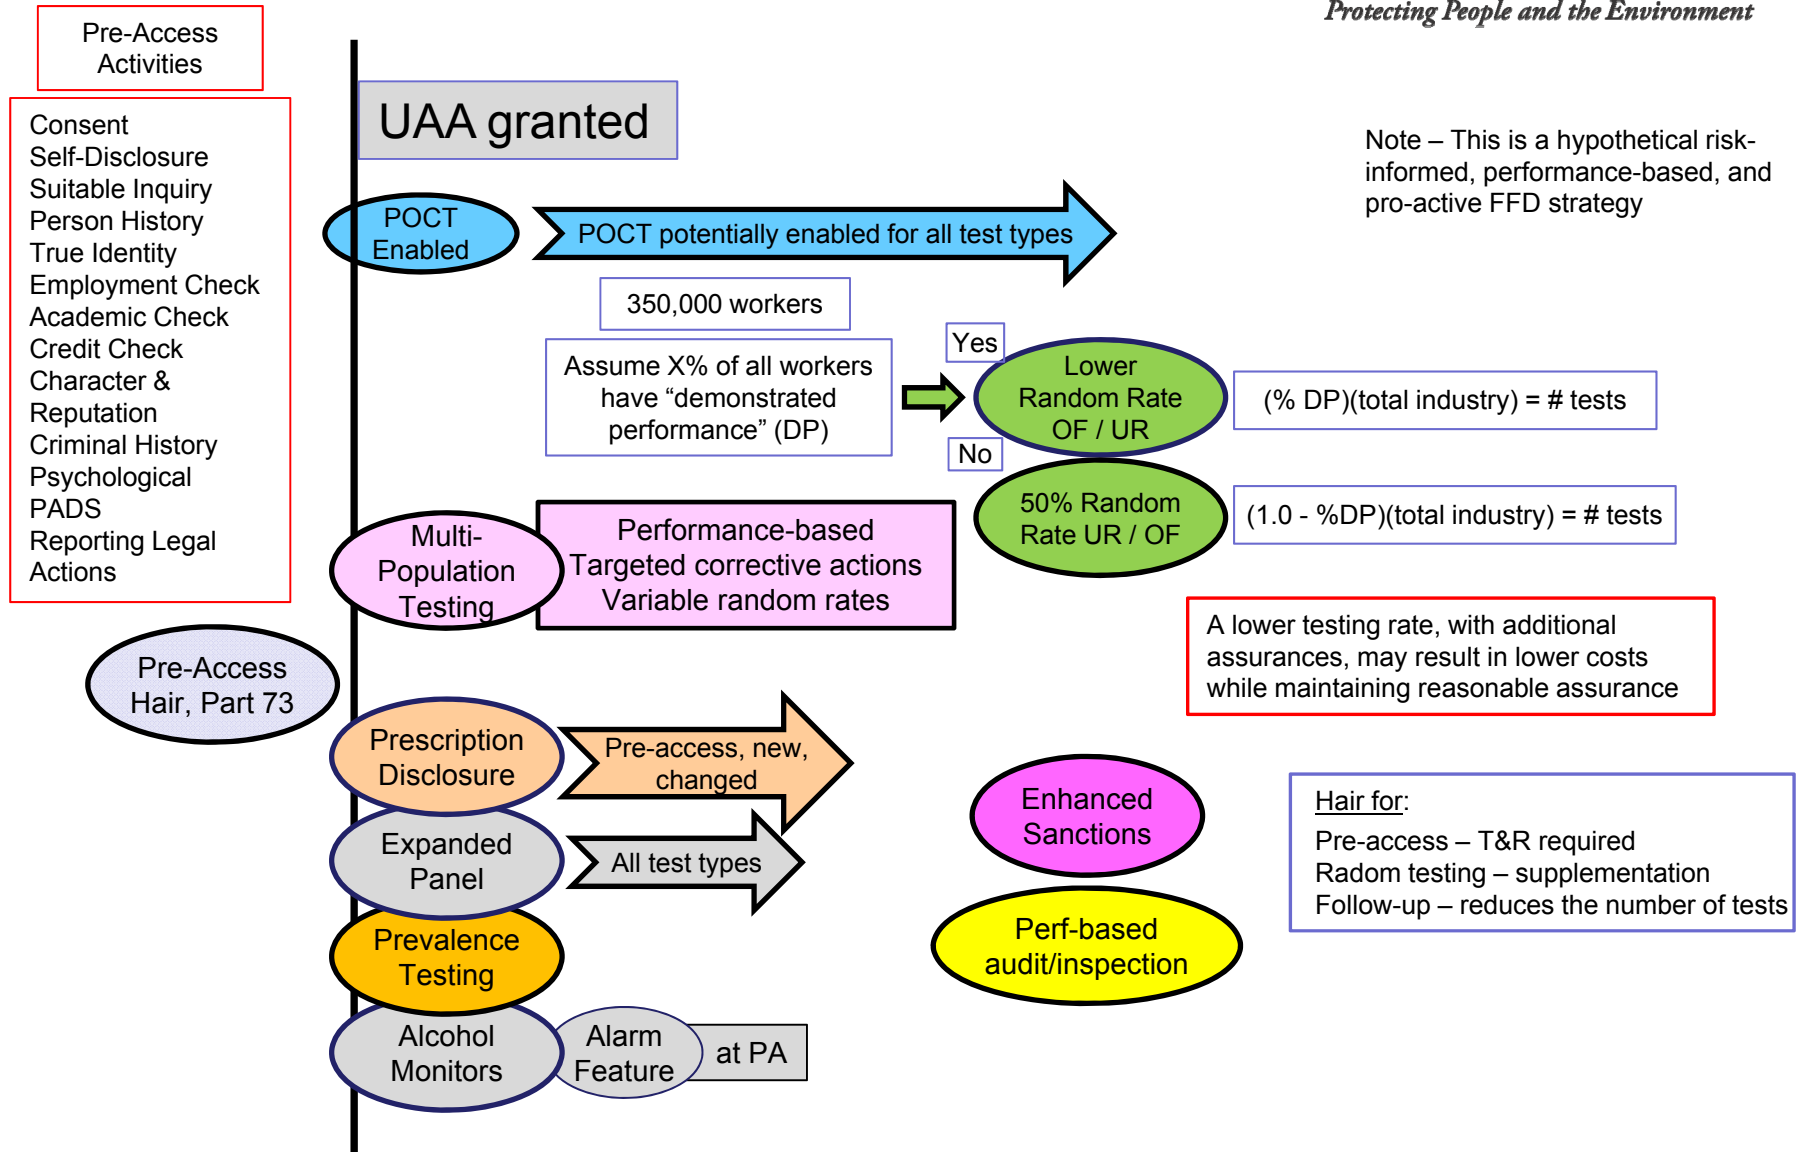 Protecting People and the Environment
Pre-Access
Activities
Consent
Self-Disclosure
Suitable Inquiry
Person History
True Identity
Employment Check
Academic Check
Credit Check
Character &
Reputation
Criminal History
Psychological
PADS
Reporting Legal
Actions
Pre-Access
Hair, Part 73
UAA granted
Note – This is a hypothetical risk-
informed, performance-based, and
pro-active FFD strategy
POCT
Enabled
POCT potentially enabled for all test types
350,000 workers
Assume X% of all workers
have “demonstrated
performance” (DP)
Yes
Lower
Random Rate
OF / UR
(% DP)(total industry) = # tests
No
50% Random
Rate UR / OF
(1.0 - %DP)(total industry) = # tests
Multi-
Population
Testing
Performance-based
Targeted corrective actions
Variable random rates
A lower testing rate, with additional
assurances, may result in lower costs
while maintaining reasonable assurance
Prescription
Disclosure
Pre-access, new,
changed
Expanded
Panel
All test types
Prevalence
Testing
Alcohol
Monitors
Alarm
Feature
at PA
Enhanced
Sanctions
Perf-based
audit/inspection
Hair for:
Pre-access – T&R required
Radom testing – supplementation
Follow-up – reduces the number of tests